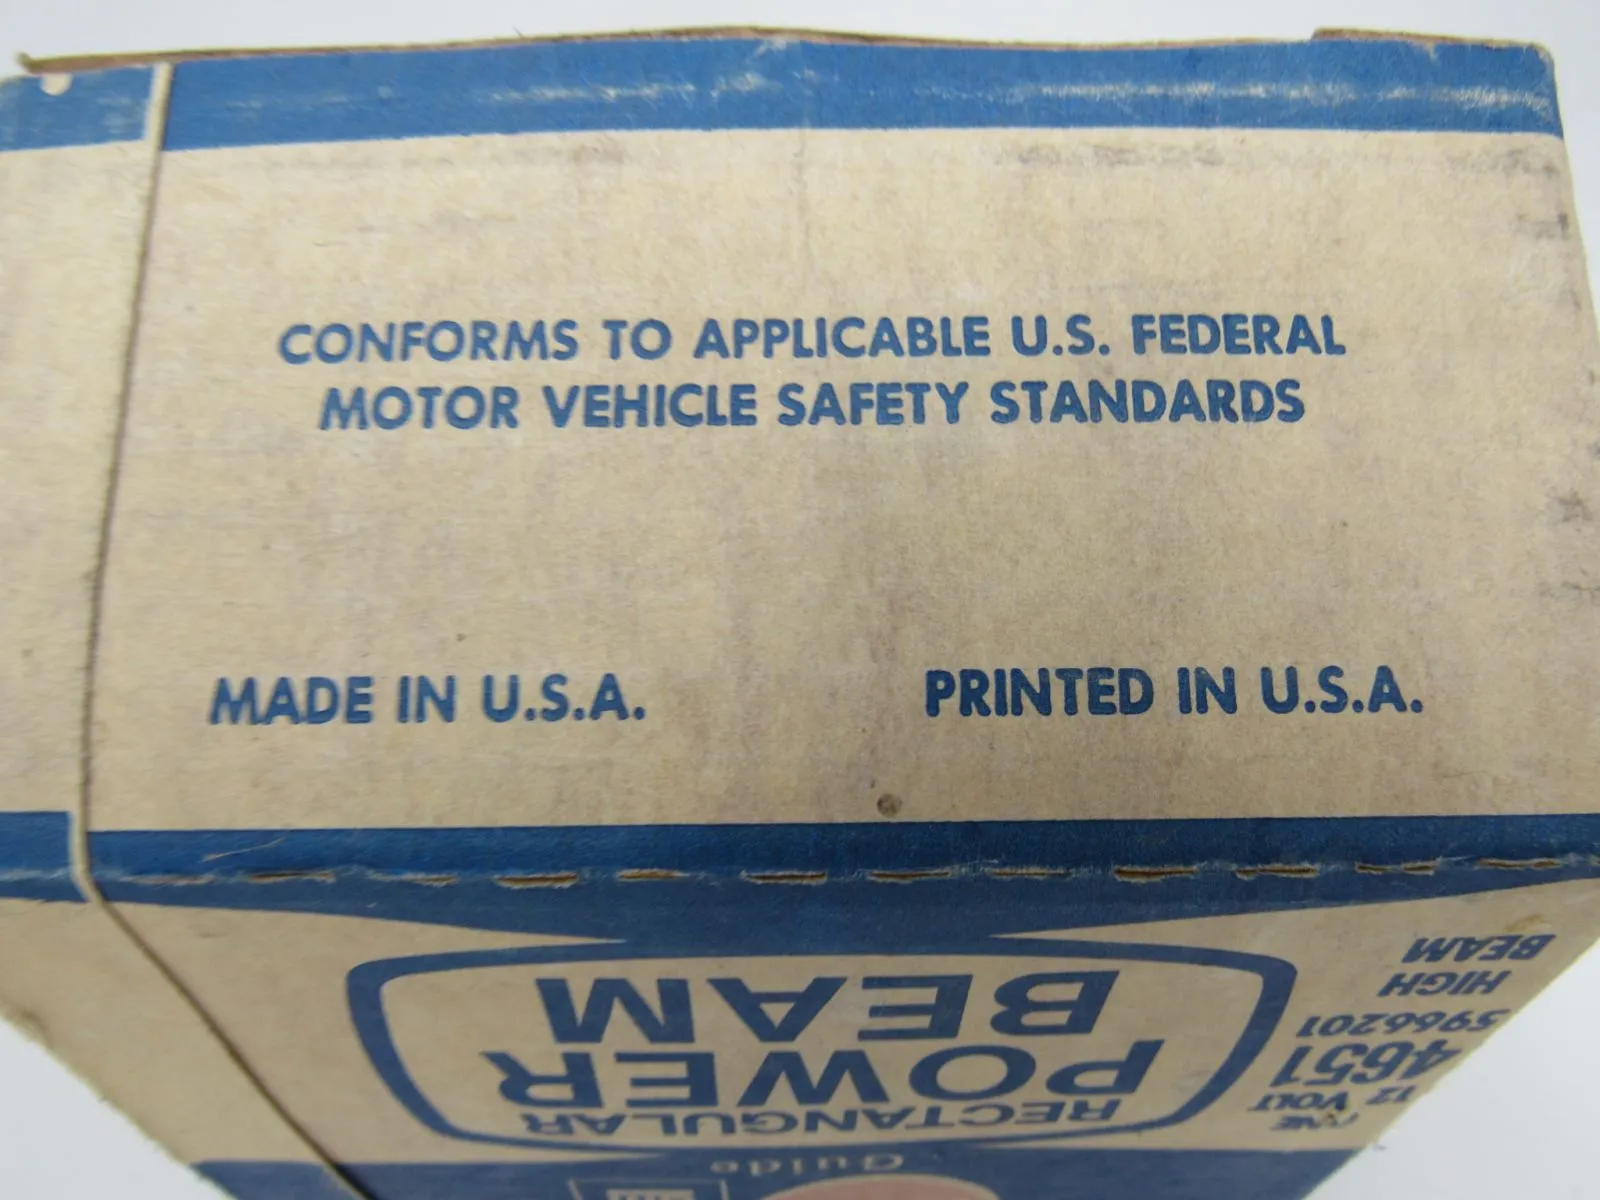 CONFORMS TO APPLICABLE U.S. FEDERAL
MOTOR VEHICLE SAFETY STANDARDS
MADE IN U.S.A.
PRINTED IN U.S.A.
Guide
RECTANGULAR
POWER
BEAM
ONE
12 VOLT
4651
5966201
HIGH
BEAM